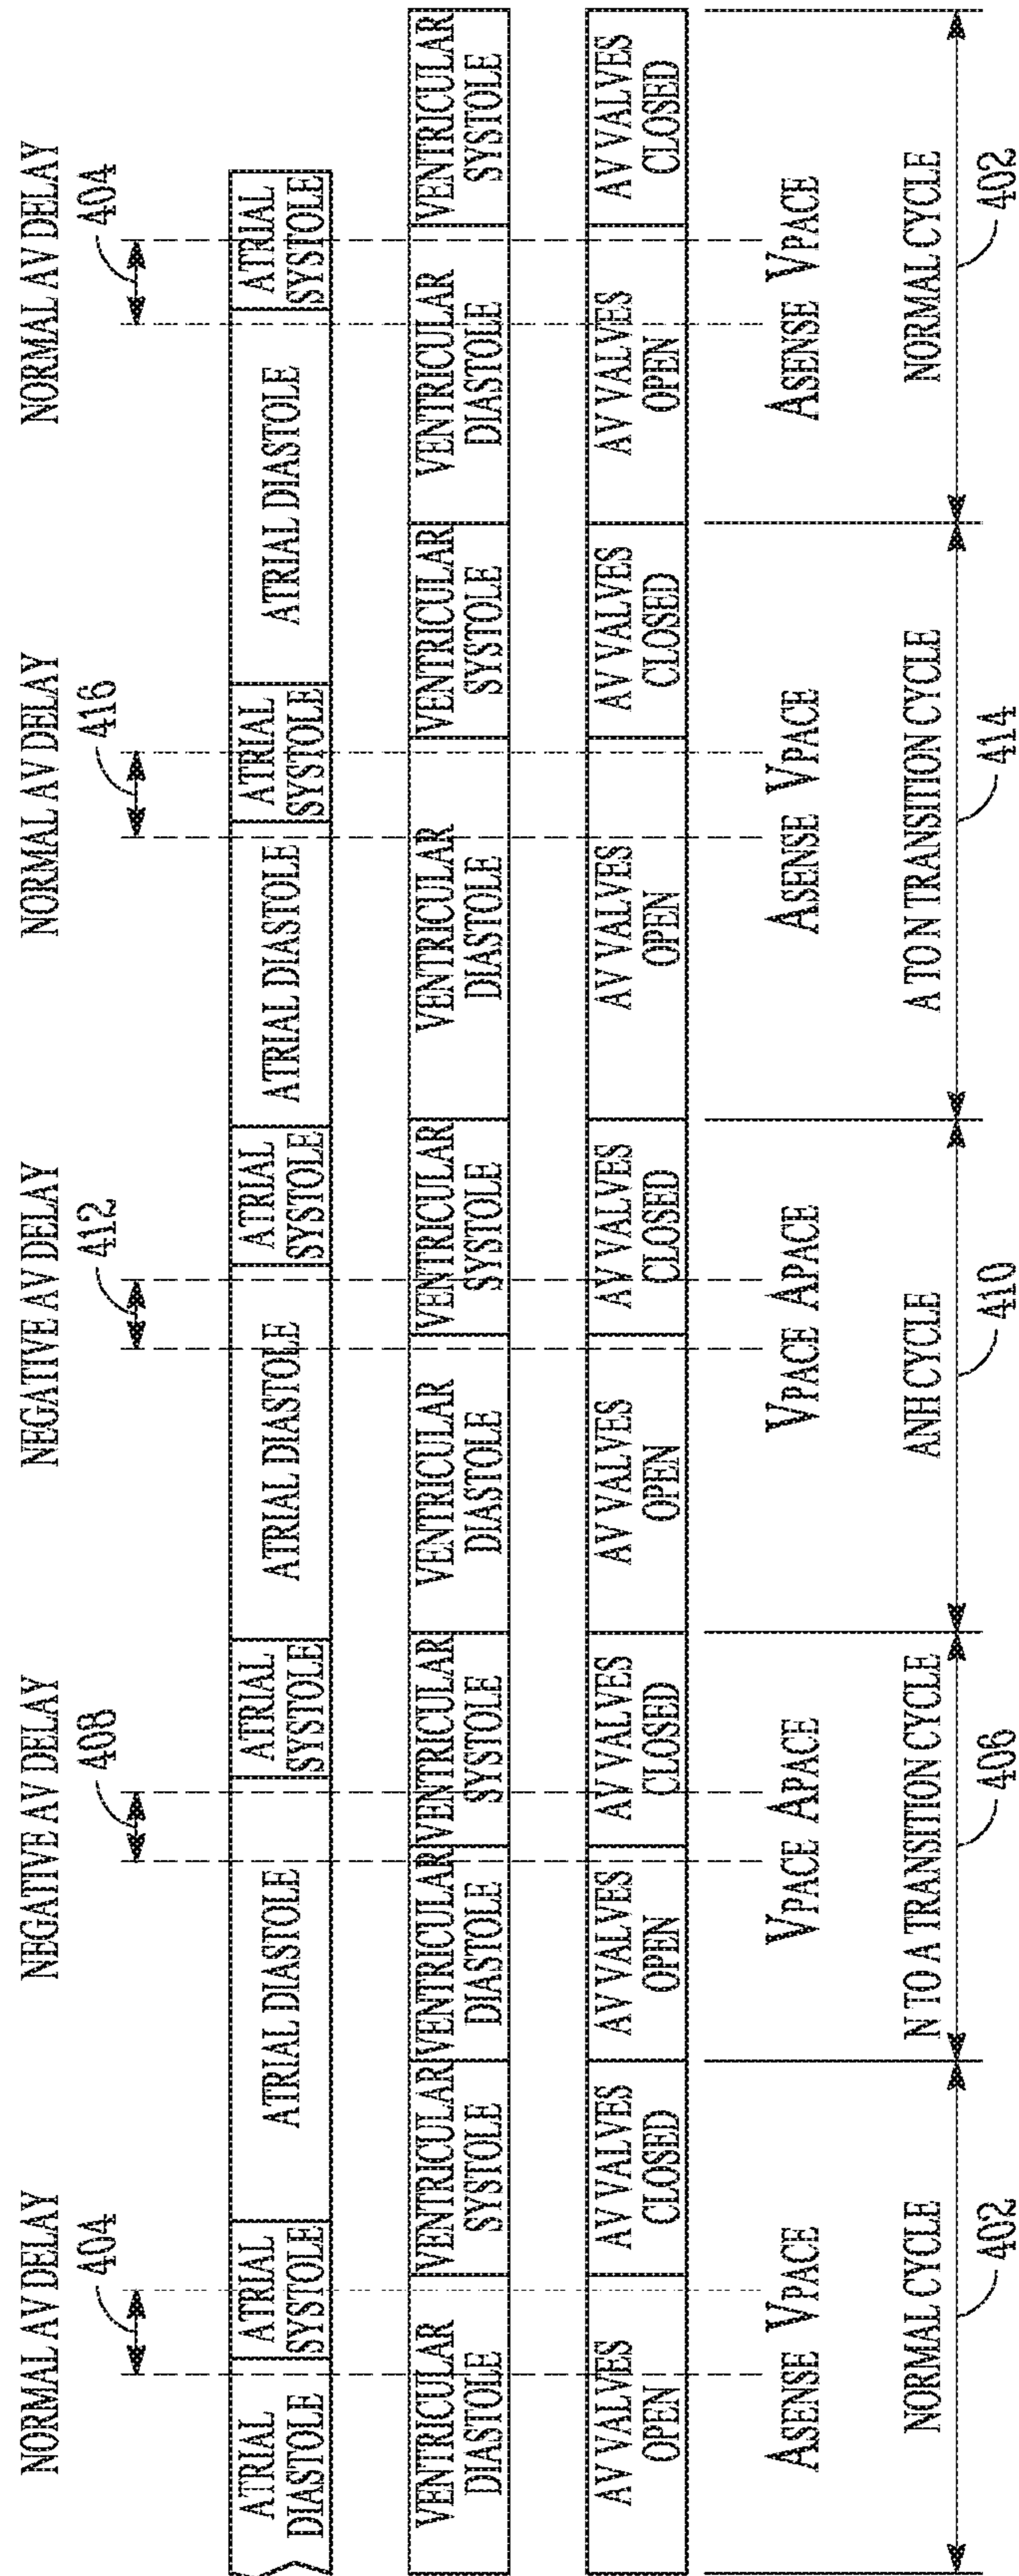 NORMAL AV DELAY
404
NEGATIVE AV DELAY
408
NEGATIVE AV DELAY
412
NORMAL AV DELAY
416
NORMAL AV DELAY
404
ATRIAL
DIASTOLE
ATRIAL
SYSTOLE
ATRIAL DIASTOLE
ATRIAL
SYSTOLE
ATRIAL DIASTOLE
ATRIAL
SYSTOLE
ATRIAL DIASTOLE
ATRIAL
SYSTOLE
ATRIAL DIASTOLE
ATRIAL
SYSTOLE
VENTRICULAR
DIASTOLE
VENTRICULAR
SYSTOLE
VENTRICULAR
DIASTOLE
VENTRICULAR
SYSTOLE
VENTRICULAR
DIASTOLE
VENTRICULAR
SYSTOLE
VENTRICULAR
DIASTOLE
VENTRICULAR
SYSTOLE
VENTRICULAR
DIASTOLE
VENTRICULAR
SYSTOLE
AV VALVES
OPEN
AV VALVES
CLOSED
AV VALVES
OPEN
AV VALVES
CLOSED
AV VALVES
OPEN
AV VALVES
CLOSED
AV VALVES
OPEN
AV VALVES
CLOSED
AV VALVES
OPEN
AV VALVES
CLOSED
ASENSE VPACE
VPACE APACE
VPACE APACE
ASENSE VPACE
ASENSE VPACE
NORMAL CYCLE
402
N TO A TRANSITION CYCLE
406
ANH CYCLE
410
A TO N TRANSITION CYCLE
414
NORMAL CYCLE
402